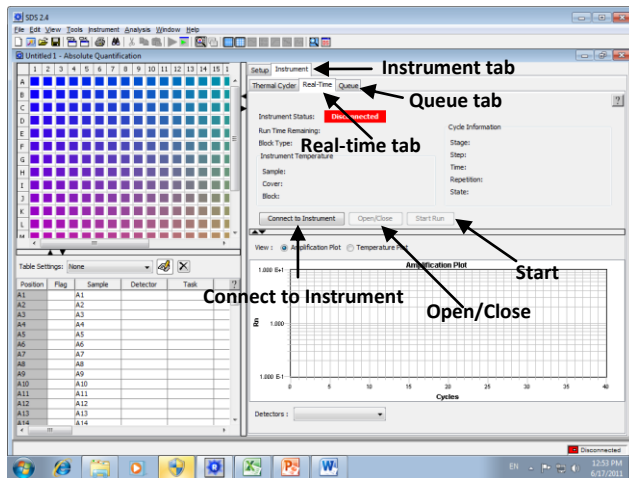 SDS 2.4
File Edit View Tools Instrument Analysis Window Help
Untitled 1 - Absolute Quantification
1 2 3 4 5 6 7 8 9 10 11 12 13 14 15 1
A
B
C
D
E
F
G
H
I
J
K
L
M
Table Settings: None
Position Flag Sample Detector Task ?
A1 A1
A2 A2
A3 A3
A4 A4
A5 A5
A6 A6
A7 A7
A8 A8
A9 A9
A10 A10
A11 A11
A12 A12
A13 A13
A14 A14
Setup Instrument
Instrument tab
Thermal Cycler Real-Time Queue
Queue tab
?
Instrument Status: Disconnected
Real-time tab
Run Time Remaining:
Block Type:
Instrument Temperature
Sample:
Cover:
Block:
Cycle Information
Stage:
Step:
Time:
Repetition:
State:
Connect to Instrument Open/Close Start Run
View : Amplification Plot Temperature Plot
Start
Connect to Instrument
Open/Close
Amplification Plot
1.000 E+1
1.000
1.000 E-1
Rn
0 5 10 15 20 25 30 35 40
Cycles
Detectors :
Disconnected
EN
12:53 PM
6/17/2011